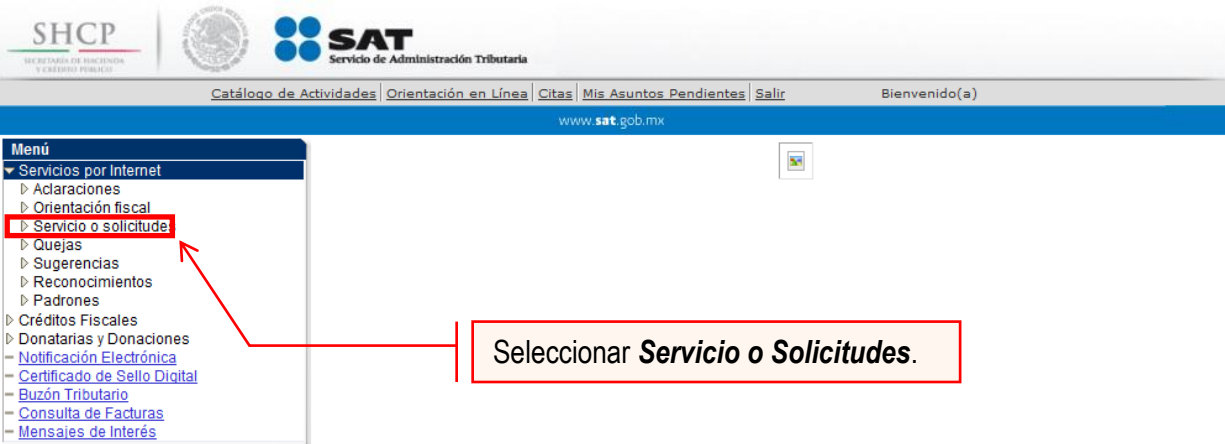 SHCP
SECRETARÍA DE HACIENDA
Y CRÉDITO PÚBLICO
SAT
Servicio de Administración Tributaria
Catálogo de Actividades | Orientación en Línea | Citas | Mis Asuntos Pendientes | Salir Bienvenido(a)
www.sat.gob.mx
Menú
Servicios por Internet
Aclaraciones
Orientación fiscal
Servicio o solicitudes
Quejas
Sugerencias
Reconocimientos
Padrones
Créditos Fiscales
Donatarias y Donaciones
Notificación Electrónica
Certificado de Sello Digital
Buzón Tributario
Consulta de Facturas
Mensajes de Interés
Seleccionar Servicio o Solicitudes.